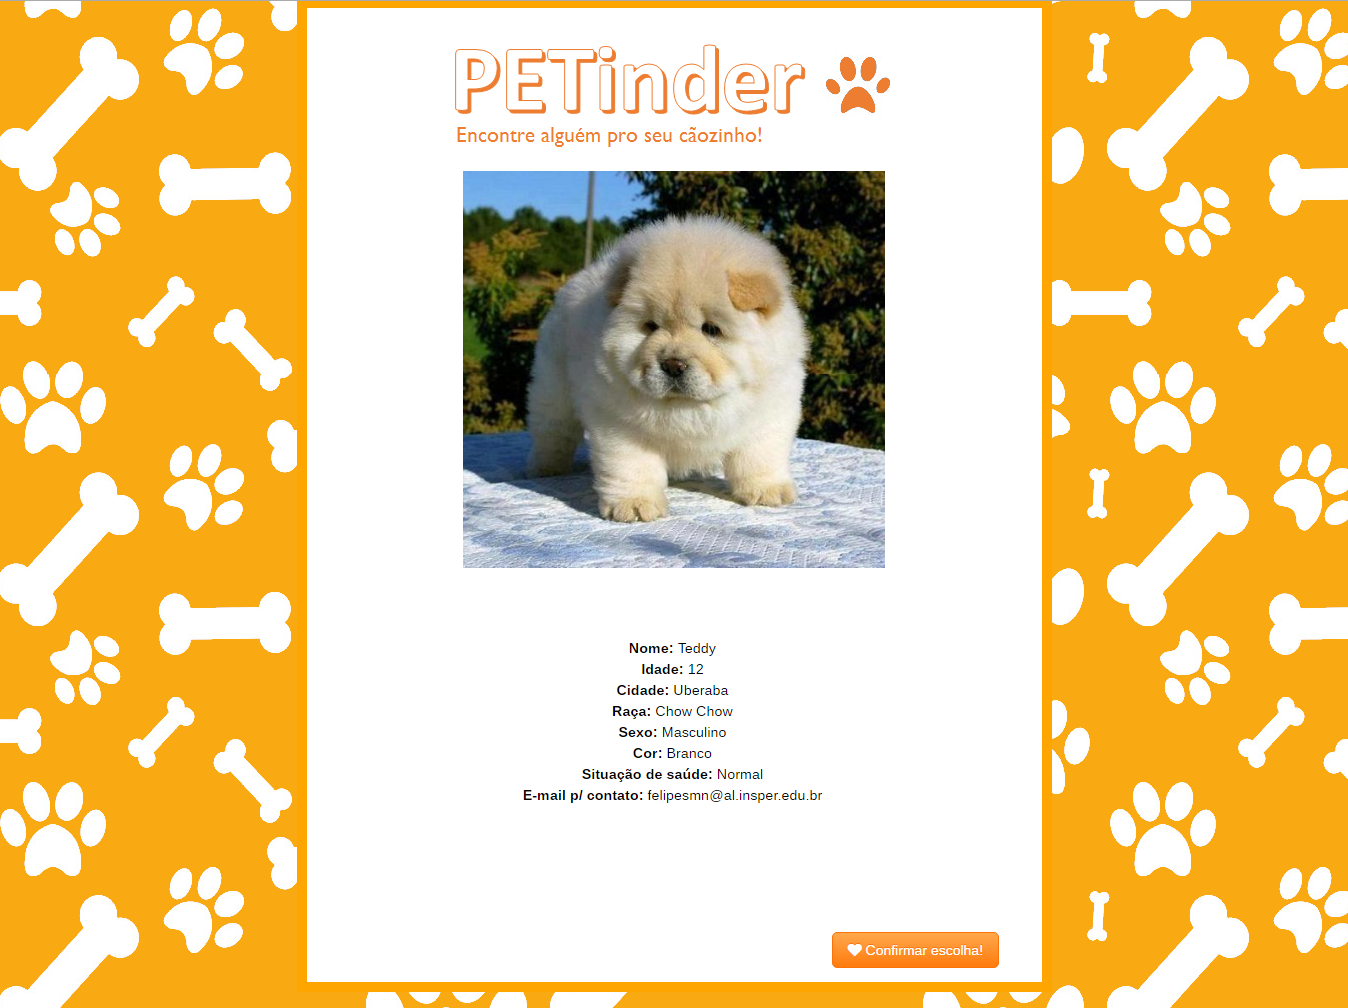 PETinder
Encontre alguém pro seu cãozinho!
Nome: Teddy
Idade: 12
Cidade: Uberaba
Raça: Chow Chow
Sexo: Masculino
Cor: Branco
Situação de saúde: Normal
E-mail p/ contato: felipesmn@al.insper.edu.br
Confirmar escolha!